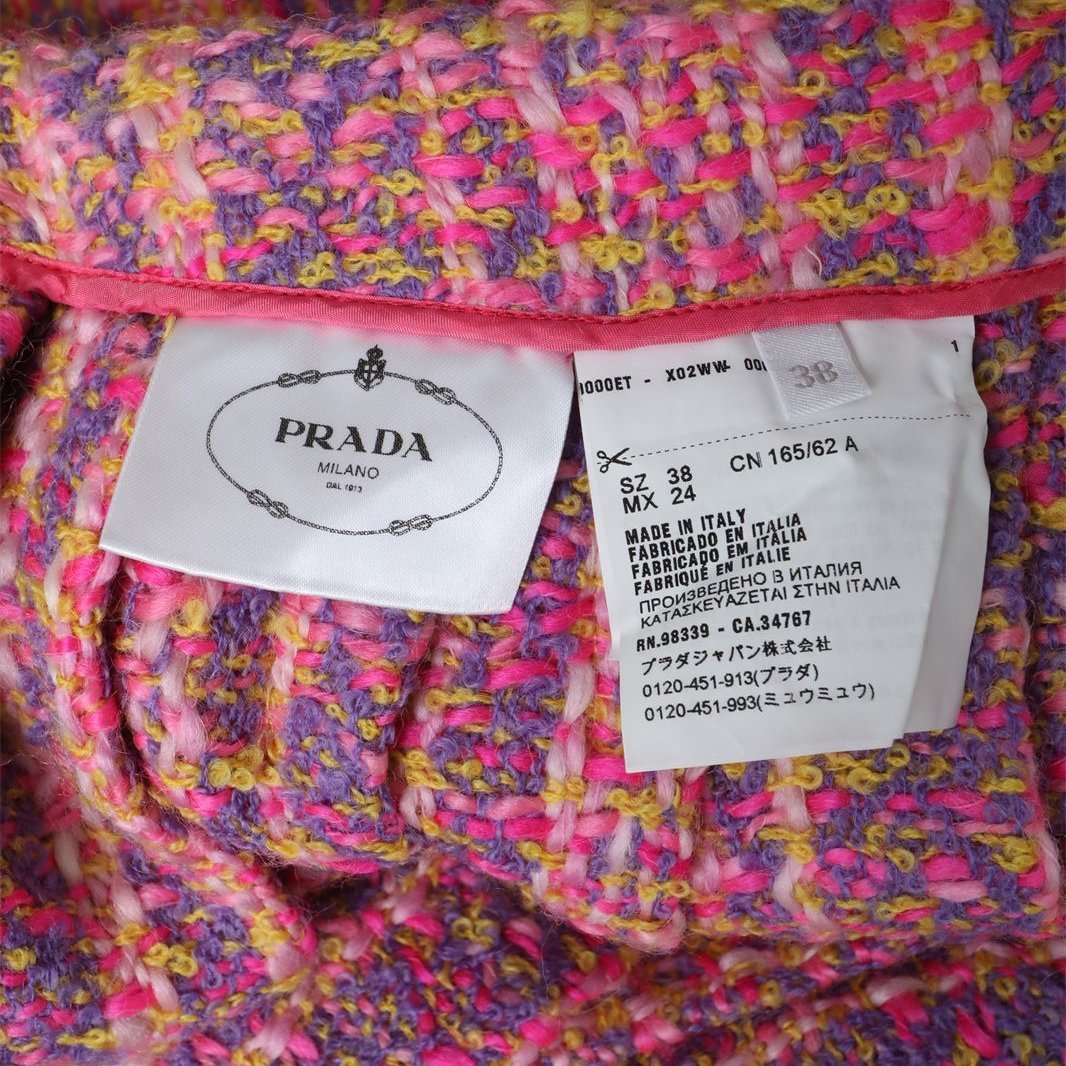 PRADA
MILANO
DAL 1913
000ET - X02WW- 00
1
38
SZ 38 CN 165/62 A
MX 24
MADE IN ITALY
FABRICADO EN ITALIA
FABRICADO EM ITÁLIA
FABRIQUÉ EN ITALIE
ПРОИЗВЕДЕНО В ИТАЛИЯ
ΚΑΤΑΣΚΕΥΑΖΕΤΑΙ ΣΤΗΝ ΙΤΑΛΙΑ
RN.98339 - CA.34767
プラダジャパン株式会社
0120-451-913(プラダ)
0120-451-993(ミュウミュウ)